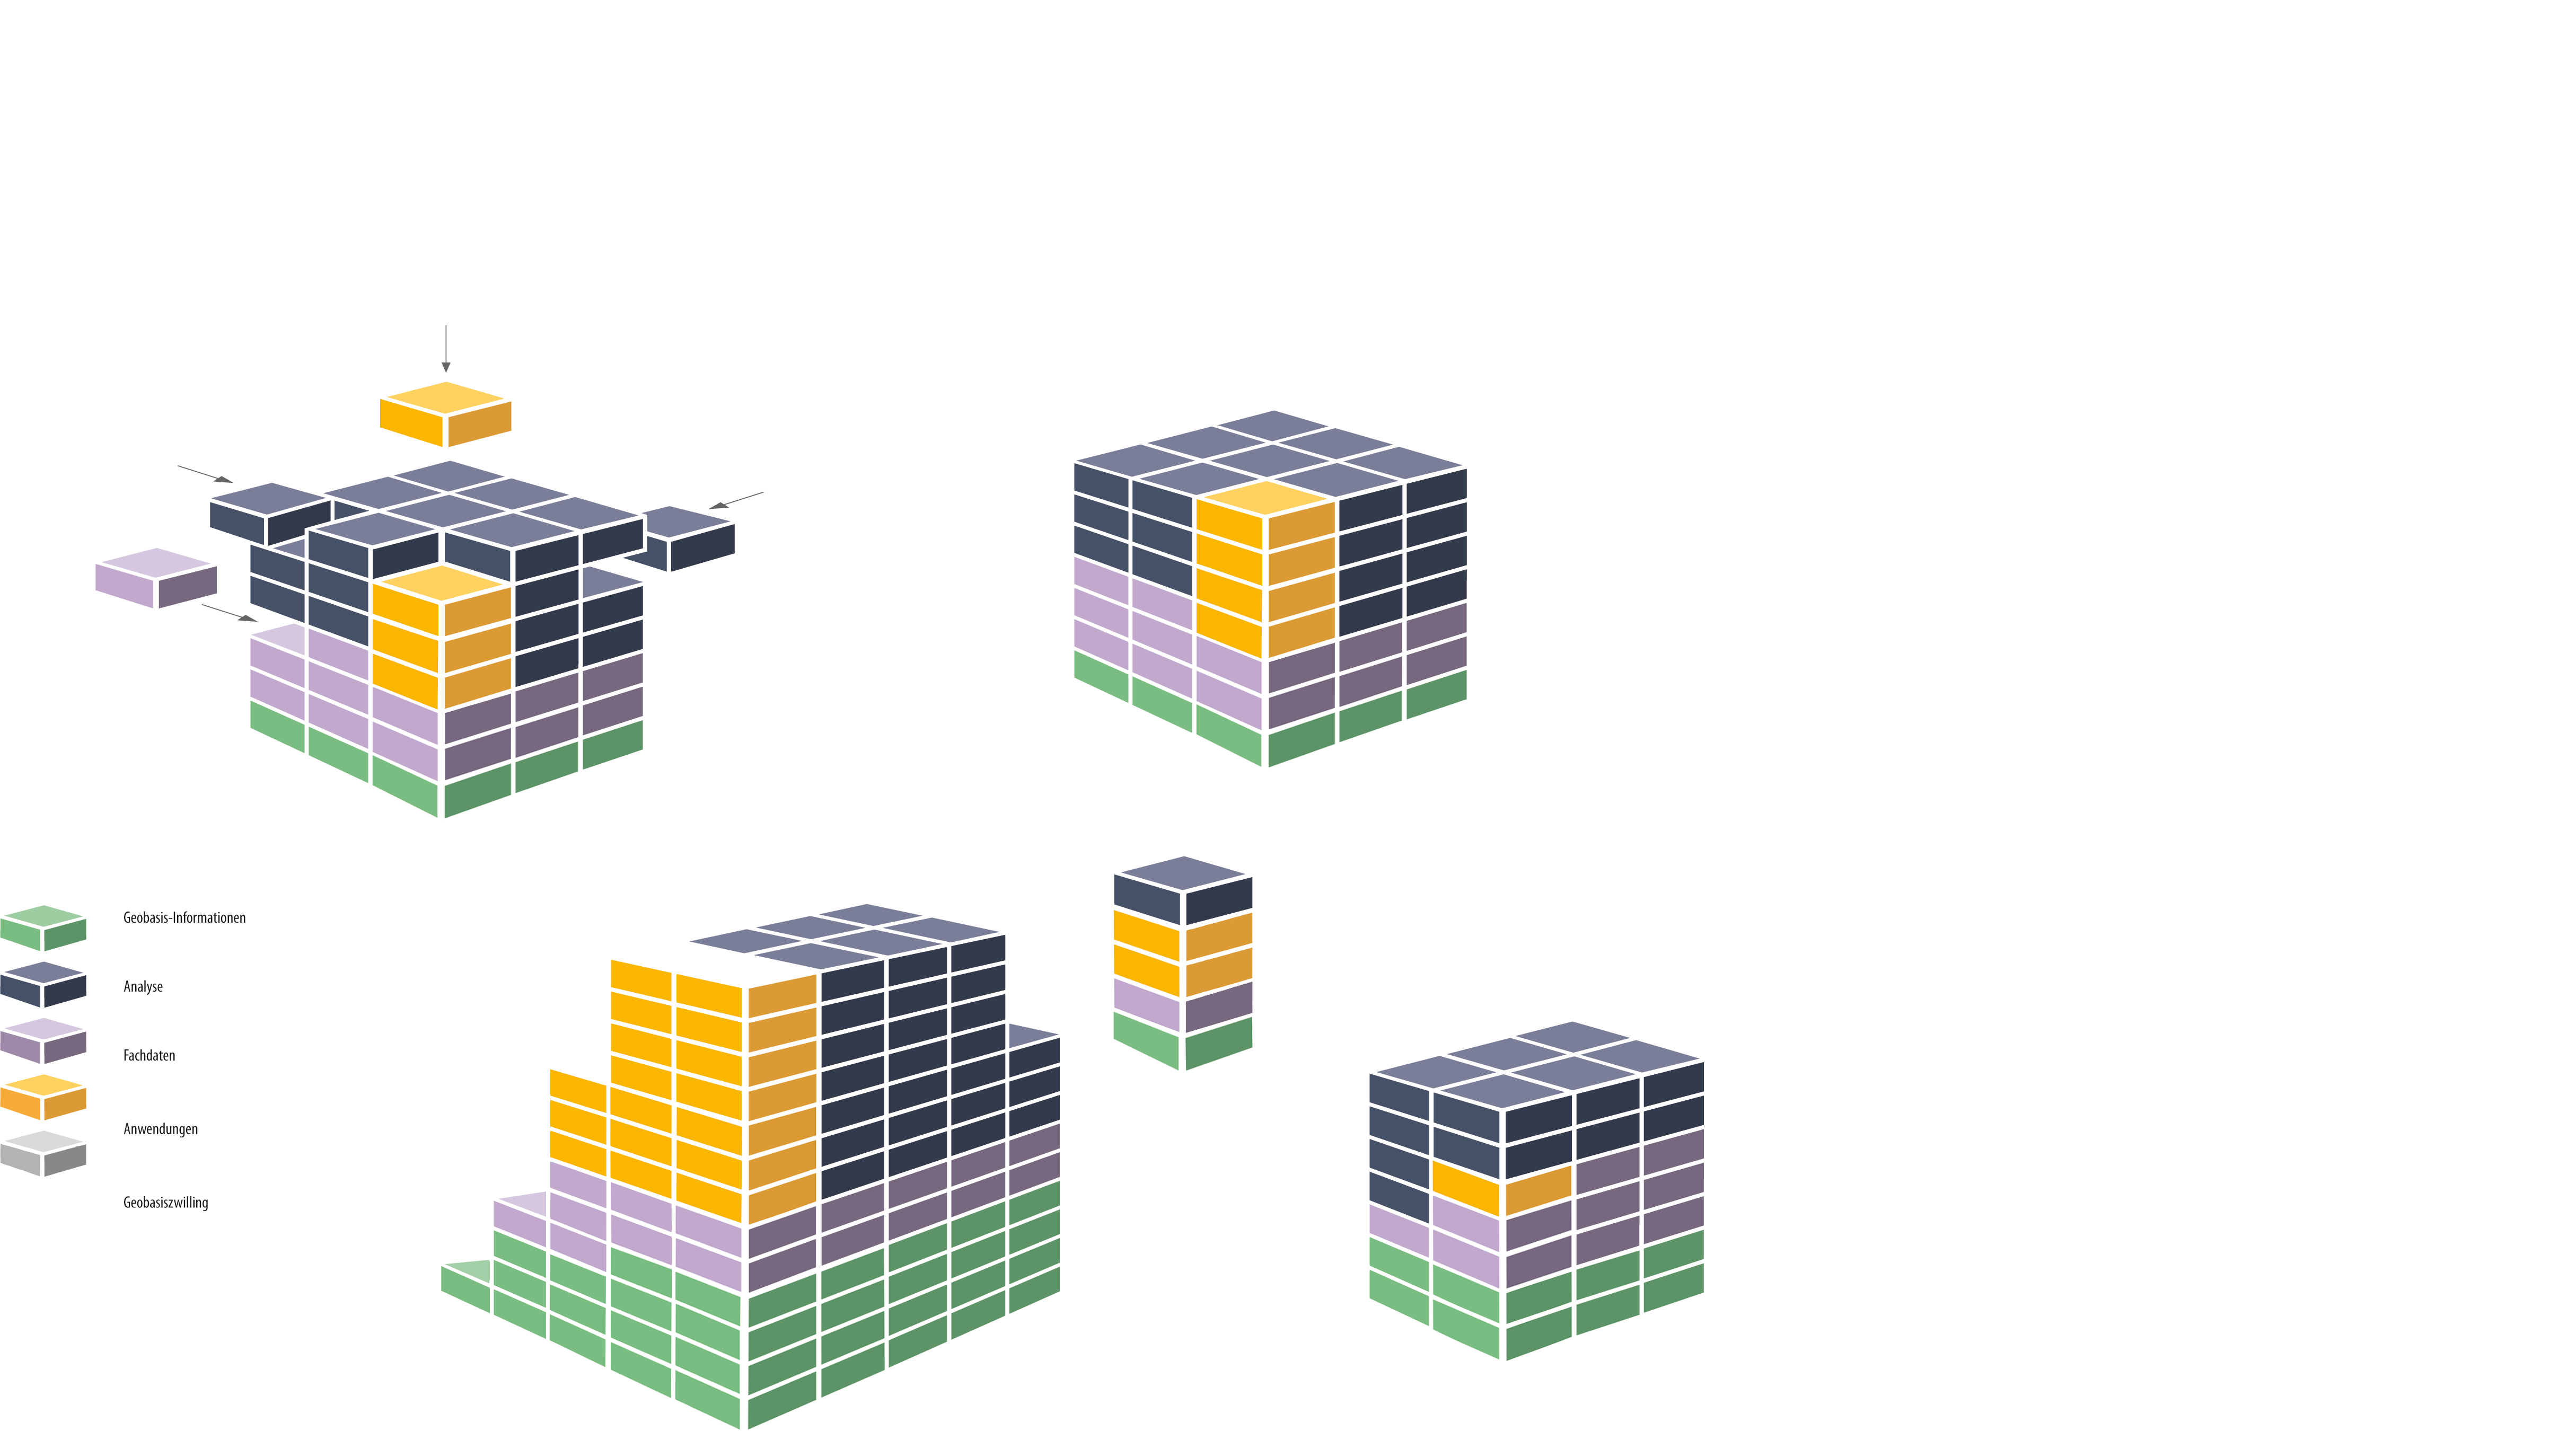 Geobasis-Informationen
Analyse
Fachdaten
Anwendungen
Geobasiszwilling